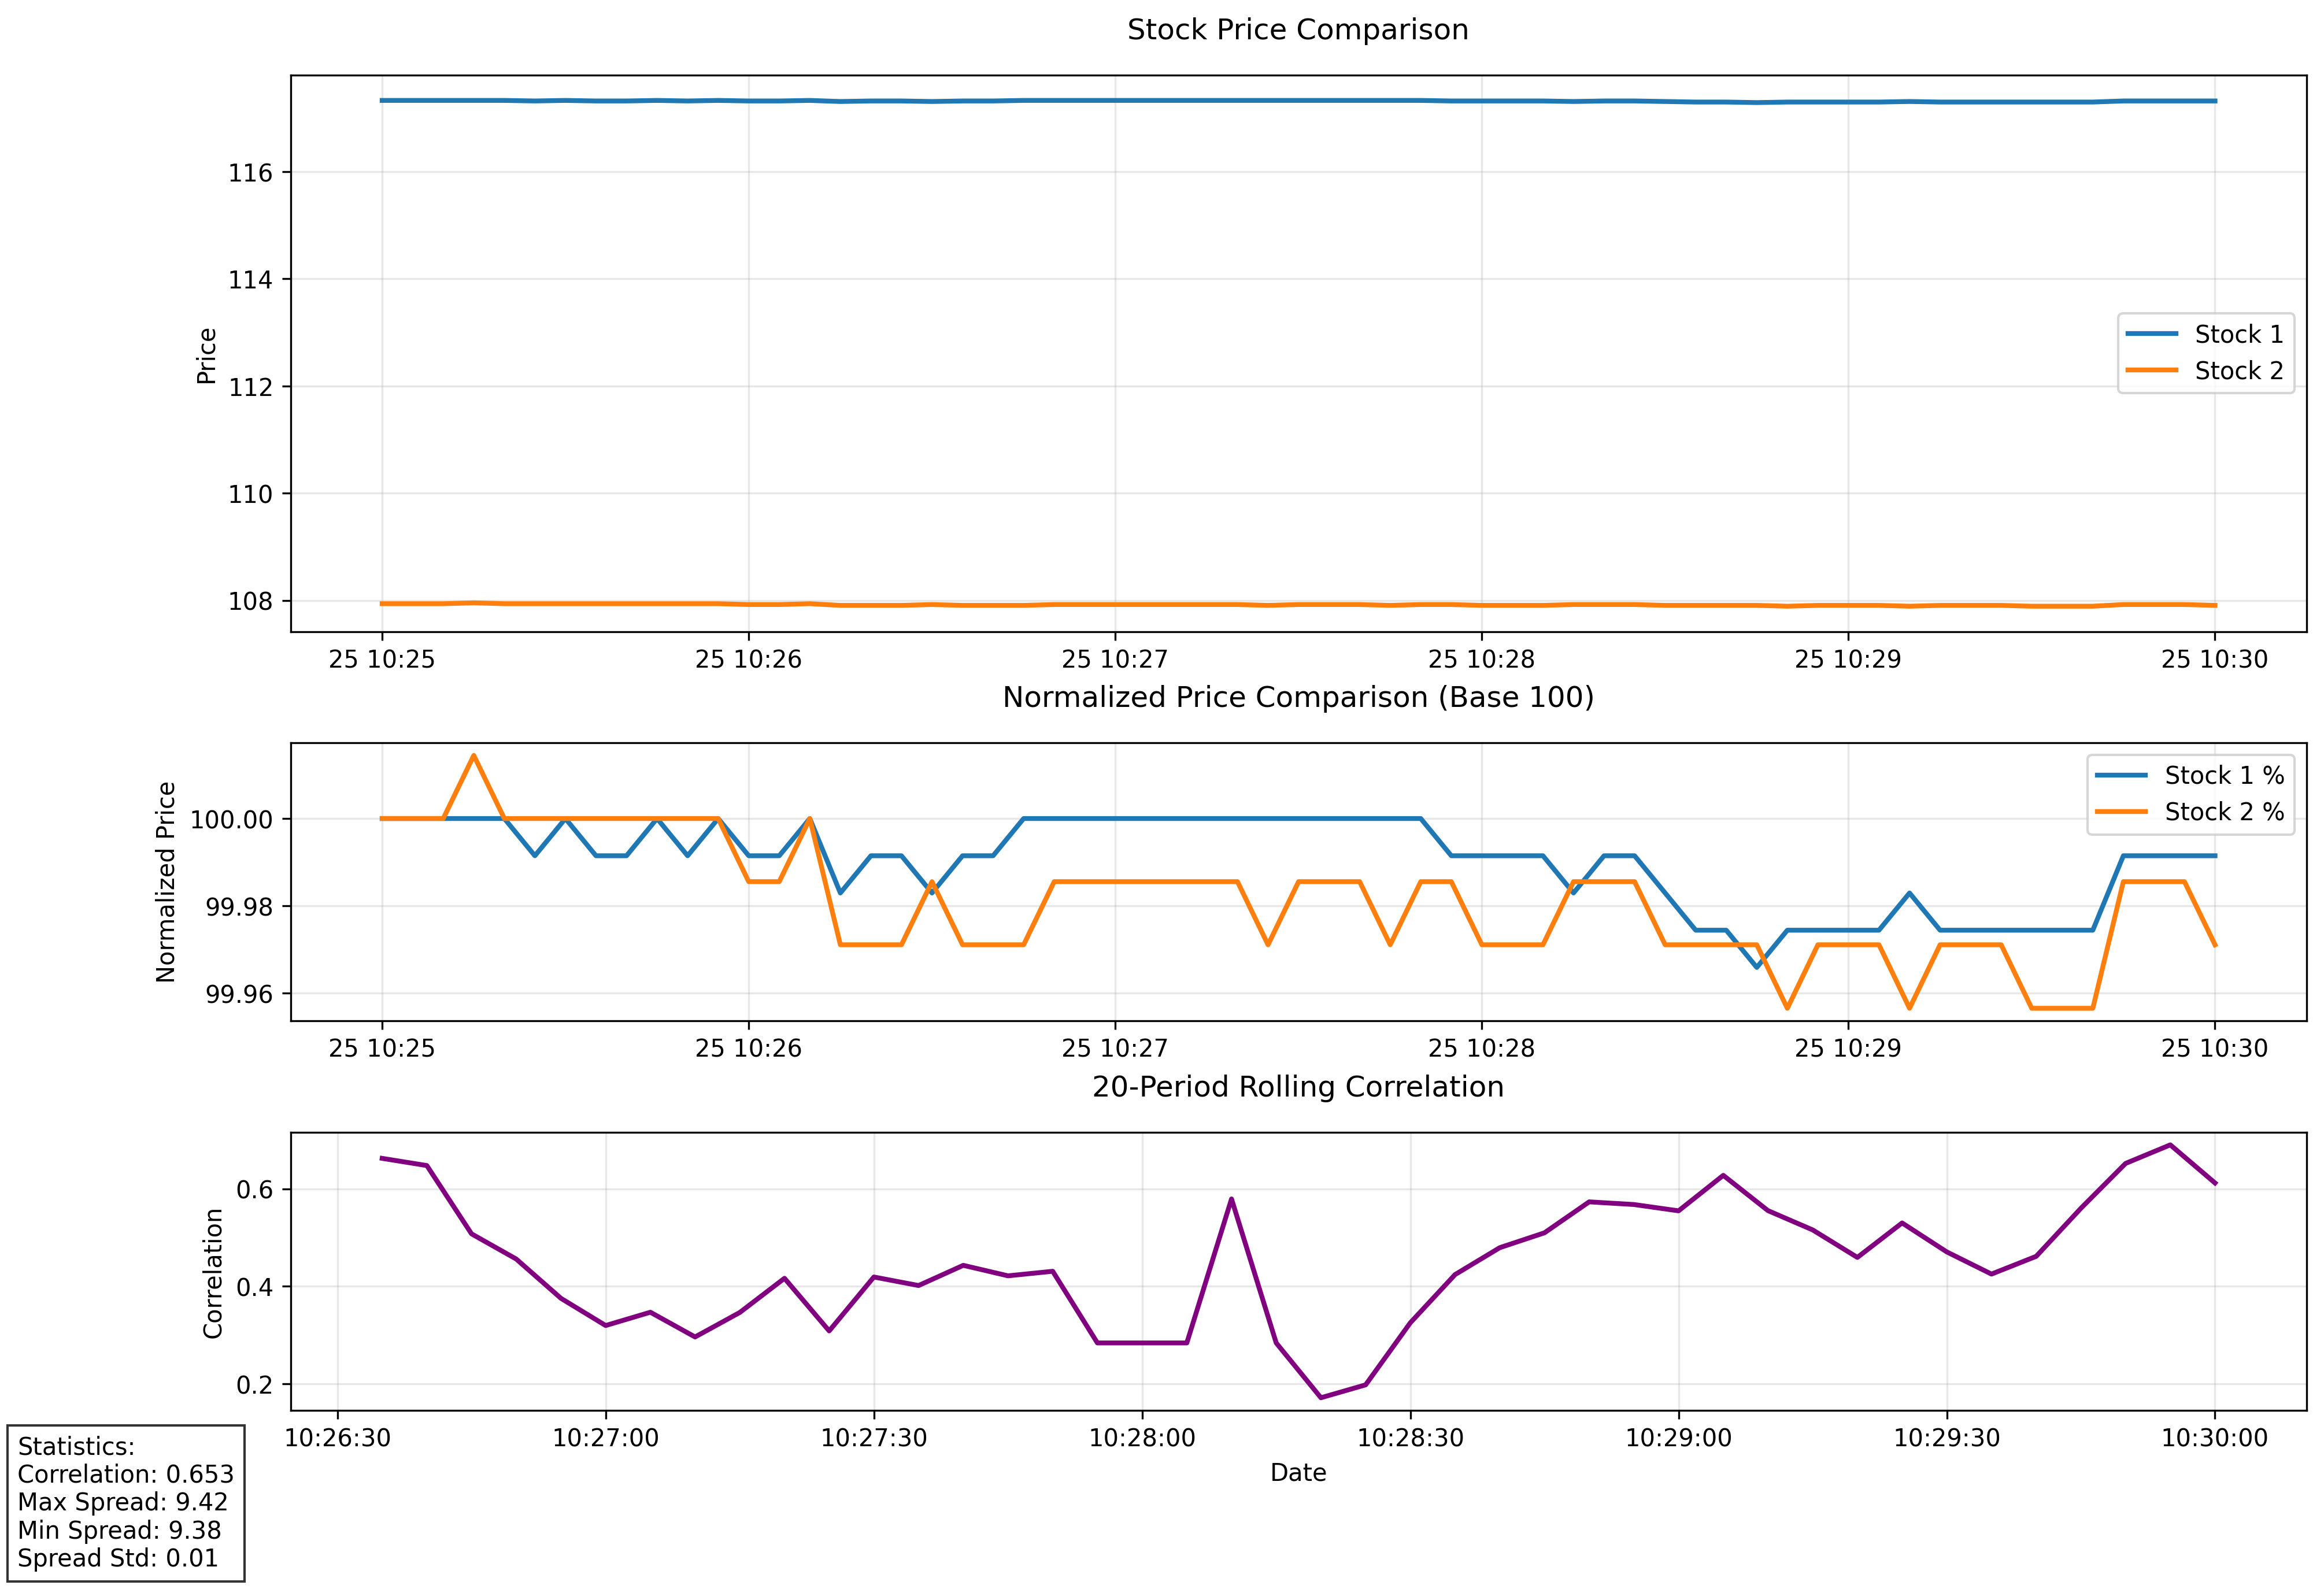 Stock Price Comparison
Price
116
114
112
110
108
Stock 1
Stock 2
25 10:25 25 10:26 25 10:27 25 10:28 25 10:29 25 10:30
Normalized Price Comparison (Base 100)
Normalized Price
100.00
99.98
99.96
Stock 1 %
Stock 2 %
25 10:25 25 10:26 25 10:27 25 10:28 25 10:29 25 10:30
20-Period Rolling Correlation
Correlation
0.6
0.4
0.2
10:26:30 10:27:00 10:27:30 10:28:00 10:28:30 10:29:00 10:29:30 10:30:00
Date
Statistics:
Correlation: 0.653
Max Spread: 9.42
Min Spread: 9.38
Spread Std: 0.01